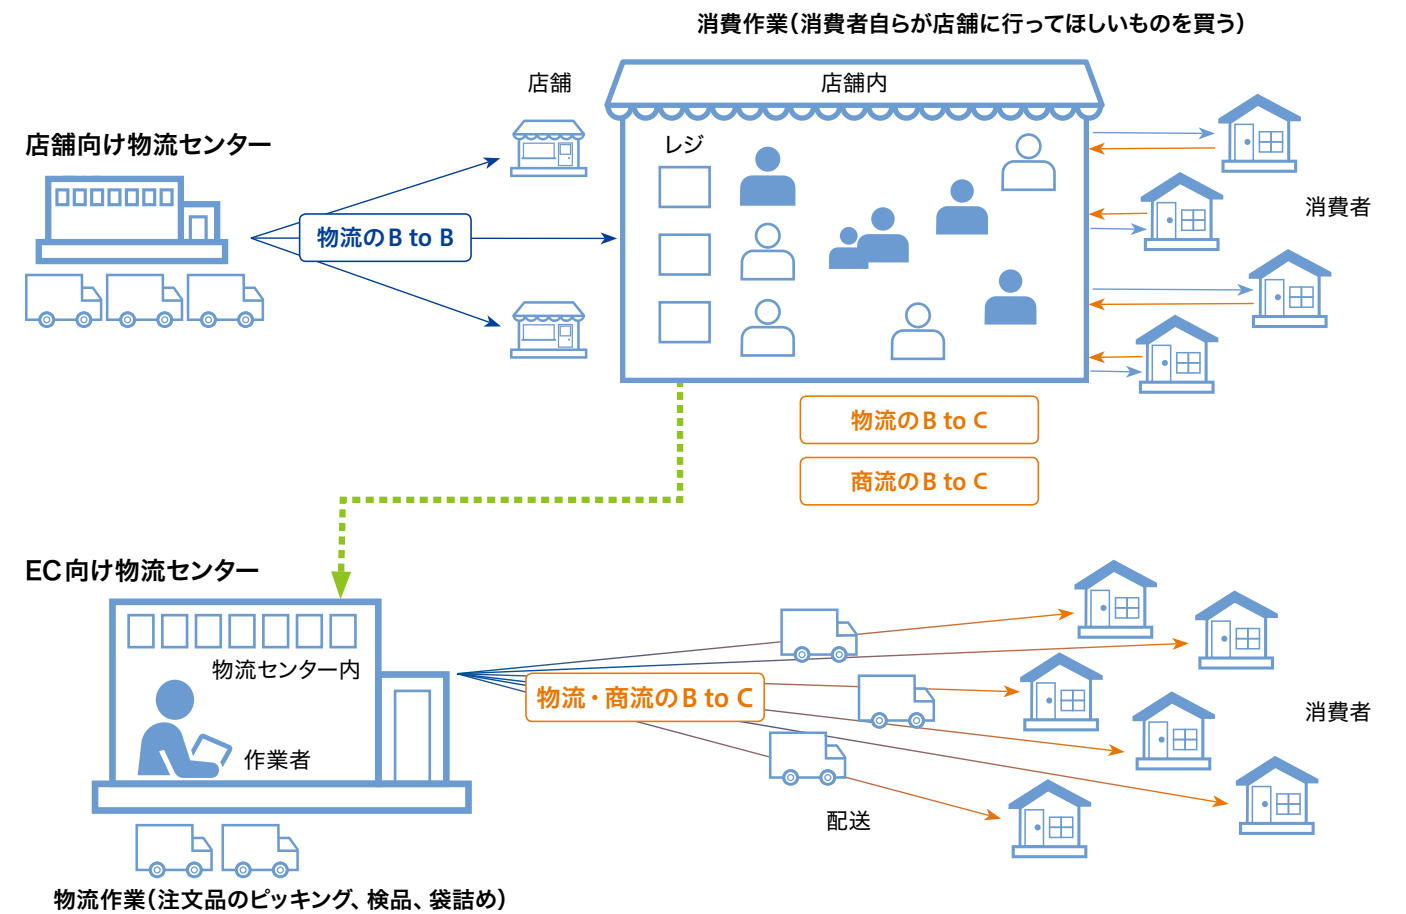 消費作業（消費者自らが店舗に行ってほしいものを買う）
店舗
店舗内
店舗向け物流センター
レジ
物流のB to B
消費者
物流のB to C
商流のB to C
EC向け物流センター
物流センター内
物流・商流のB to C
消費者
作業者
配送
物流作業（注文品のピッキング、検品、袋詰め）